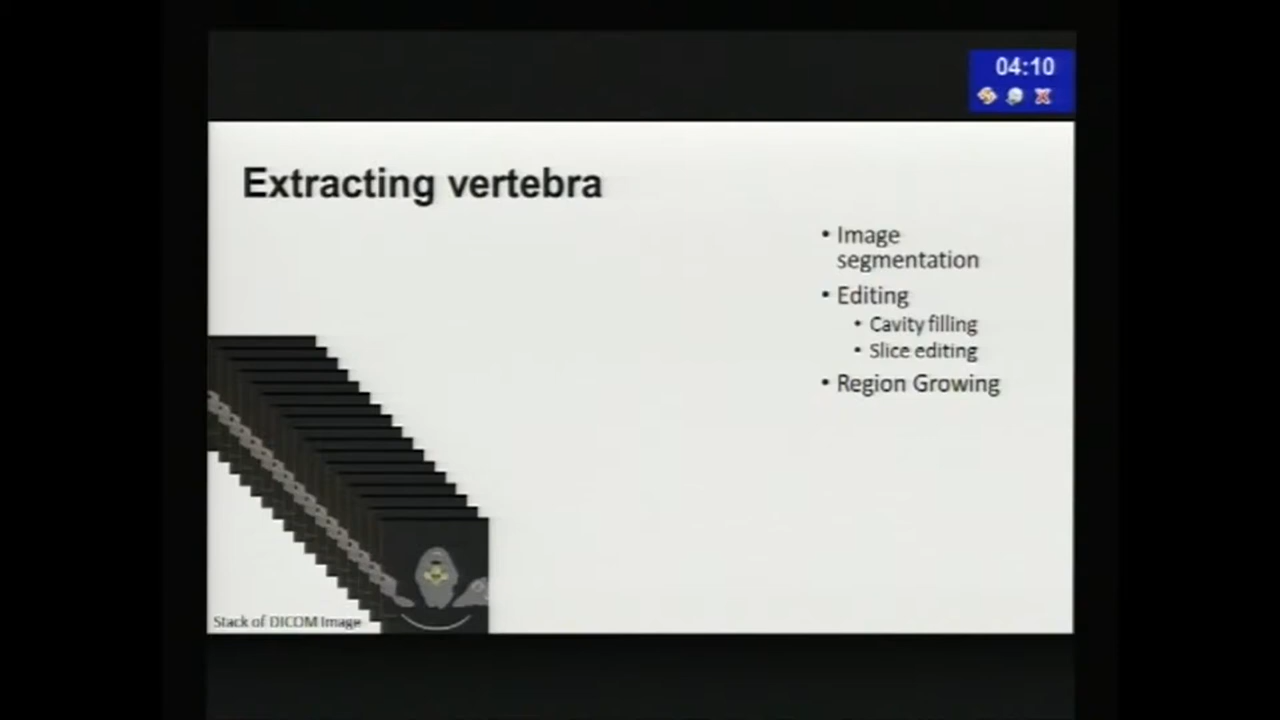 04:10
Extracting vertebra
• Image
segmentation
• Editing
• Cavity filling
• Slice editing
• Region Growing
Stack of DICOM Image